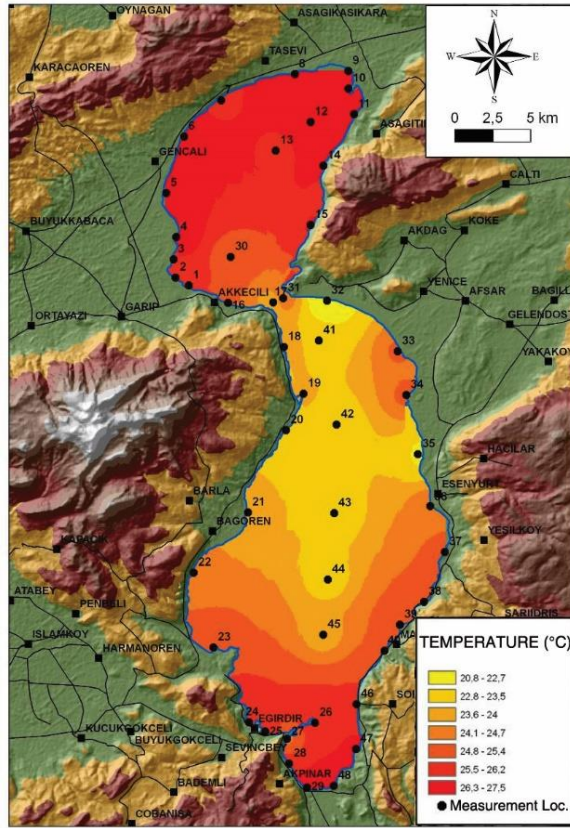 OYNAGAN
ASAGIKASIKARA
TASEVI
KARACAOREN
N
W E
S
0 2,5 5 km
8
9
7
10
11
12
ASAGITI
6
13
GENCALI
14
CALTI
5
15
BUYUKKABACA
4
KOKE
AKDAG
3
30
2
1
AKKECILI
31
32
YENICE
AFSAR
BAGILL
GARIP
16
17
ORTAYAZI
GELENDOST
41
18
33
YAKAKOY
19
34
20
42
35
HACILAR
ESENYURT
BARLA
36
21
43
BAGOREN
YESILKOY
37
KAPACIK
22
44
ATABEY
38
PENBELI
39
SARIIDRIS
ISLAMKOY
45
23
40
MA
HARMANOREN
TEMPERATURE (°C)
46
SOR
20,8 - 22,7
22,8 - 23,5
23,6 - 24
24,1 - 24,7
24,8 - 25,4
25,5 - 26,2
26,3 - 27,5
Measurement Loc.
24
26
EGIRDIR
25
27
KUCUKGOKCELI
BUYUKGOKCELI
47
SEVINCBEY
28
AKPINAR
48
29
BADEMLI
COBANISA